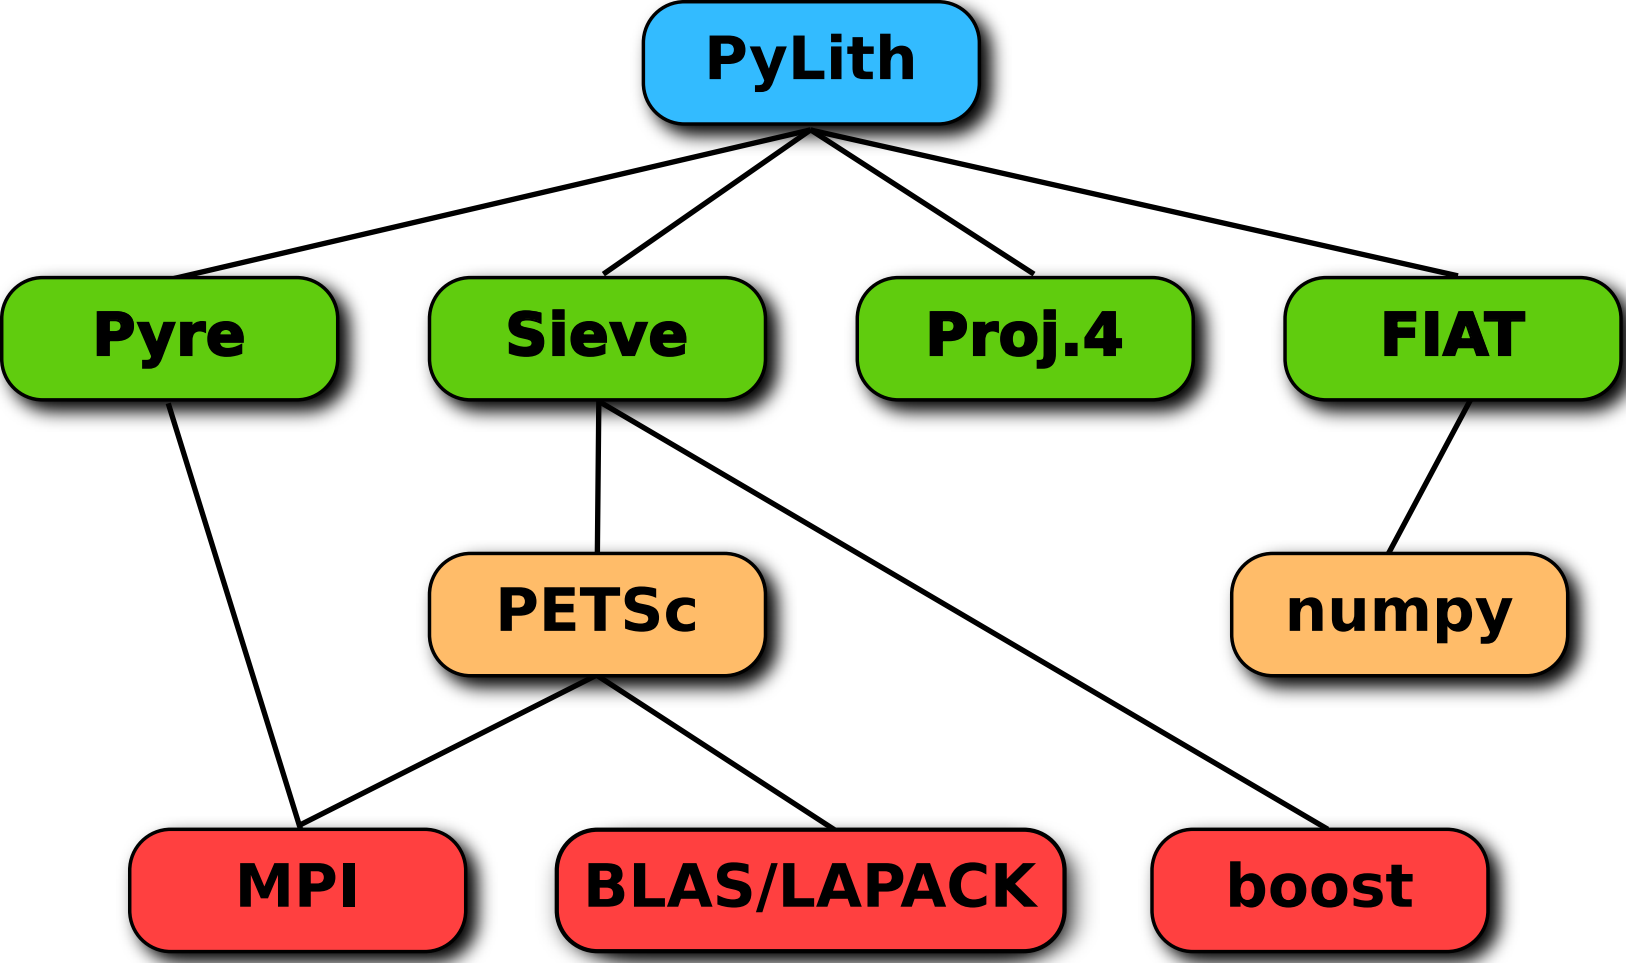 PyLith
Pyre
Sieve
Proj.4
FIAT
PETSc
numpy
MPI
BLAS/LAPACK
boost